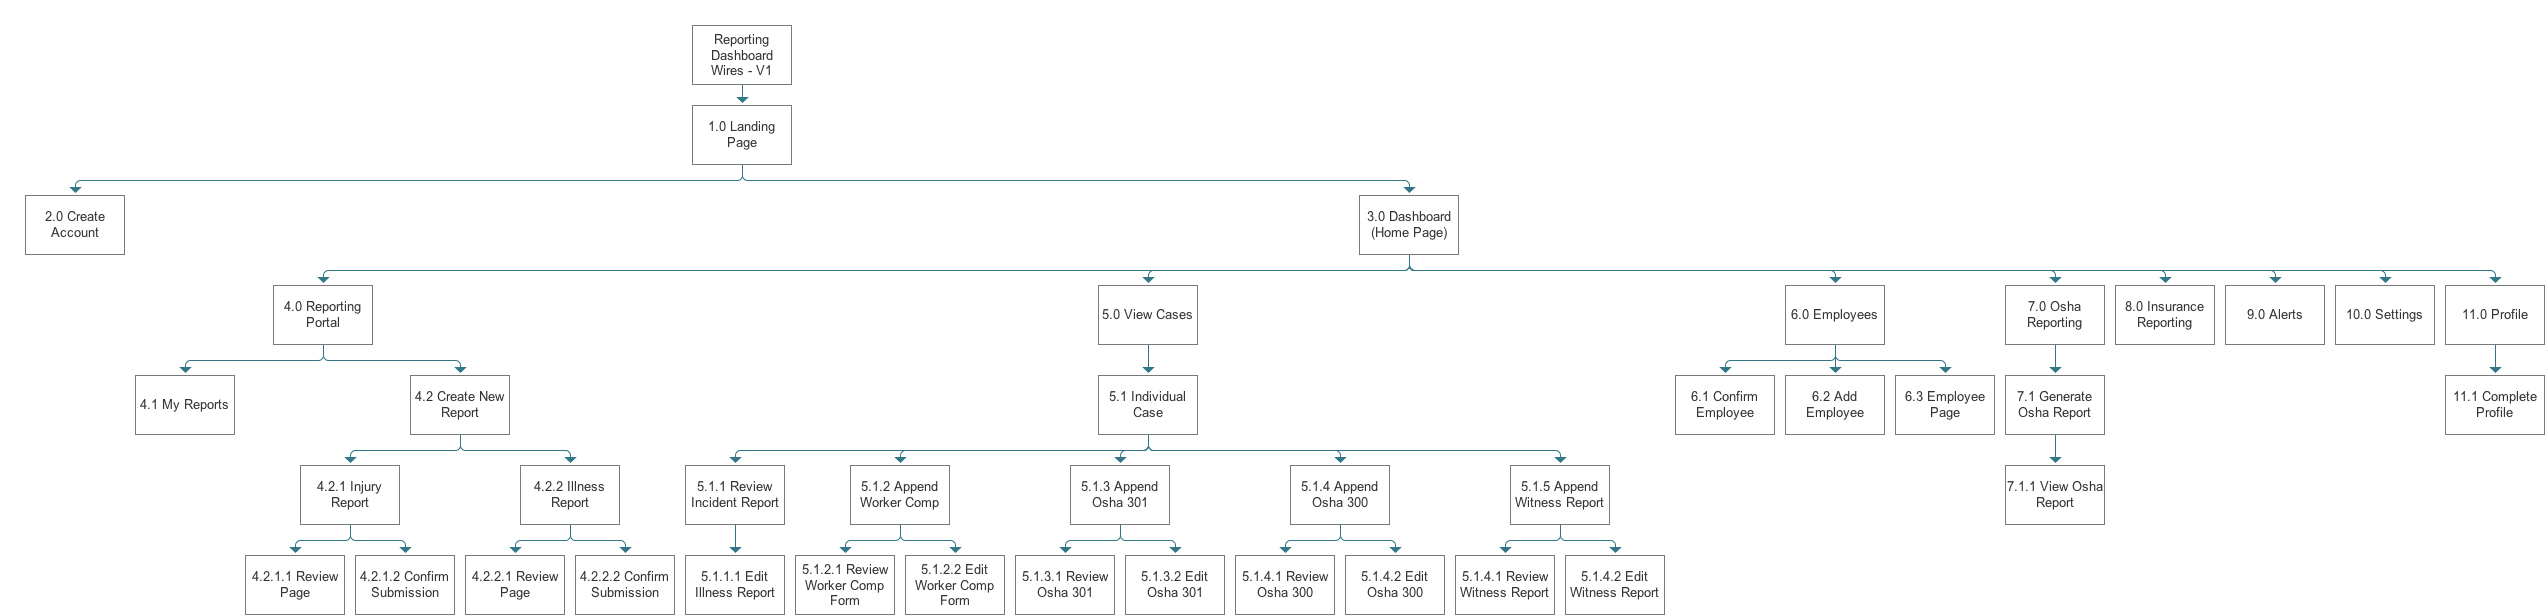 Reporting
Dashboard
Wires - V1
1.0 Landing
Page
2.0 Create
Account
3.0 Dashboard
(Home Page)
4.0 Reporting
Portal
5.0 View Cases
6.0 Employees
7.0 Osha
Reporting
8.0 Insurance
Reporting
9.0 Alerts
10.0 Settings
11.0 Profile
4.1 My Reports
4.2 Create New
Report
5.1 Individual
Case
6.1 Confirm
Employee
6.2 Add
Employee
6.3 Employee
Page
7.1 Generate
Osha Report
11.1 Complete
Profile
4.2.1 Injury
Report
4.2.2 Illness
Report
5.1.1 Review
Incident Report
5.1.2 Append
Worker Comp
5.1.3 Append
Osha 301
5.1.4 Append
Osha 300
5.1.5 Append
Witness Report
7.1.1 View Osha
Report
4.2.1.1 Review
Page
4.2.1.2 Confirm
Submission
4.2.2.1 Review
Page
4.2.2.2 Confirm
Submission
5.1.1.1 Edit
Illness Report
5.1.2.1 Review
Worker Comp
Form
5.1.2.2 Edit
Worker Comp
Form
5.1.3.1 Review
Osha 301
5.1.3.2 Edit
Osha 301
5.1.4.1 Review
Osha 300
5.1.4.2 Edit
Osha 300
5.1.4.1 Review
Witness Report
5.1.4.2 Edit
Witness Report